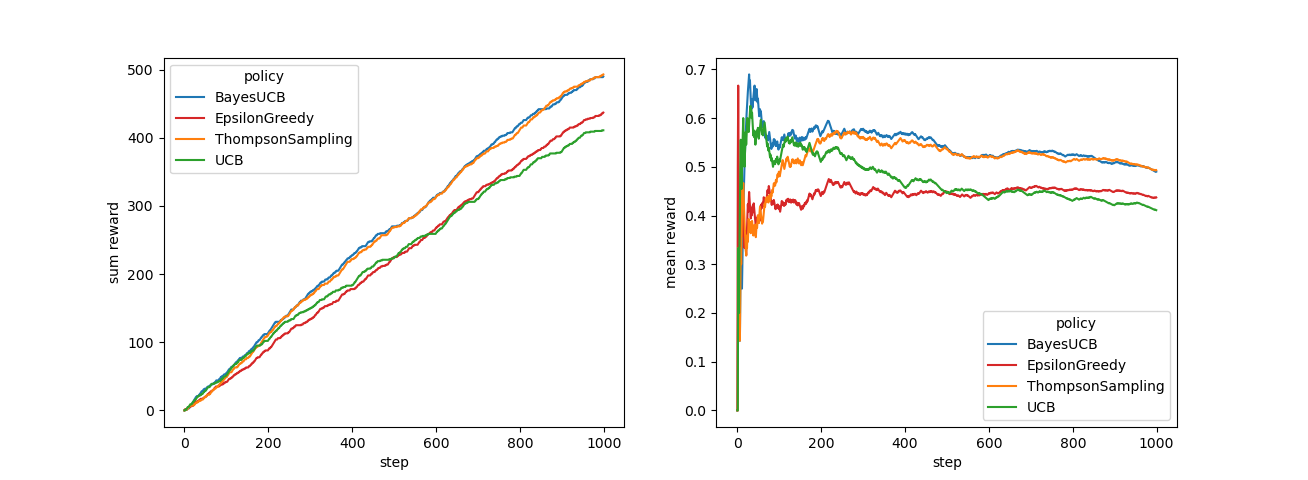 sum reward
500
400
300
200
100
0
policy
BayesUCB
EpsilonGreedy
ThompsonSampling
UCB
0 200 400 600 800 1000
step
mean reward
0.7
0.6
0.5
0.4
0.3
0.2
0.1
0.0
policy
BayesUCB
EpsilonGreedy
ThompsonSampling
UCB
0 200 400 600 800 1000
step